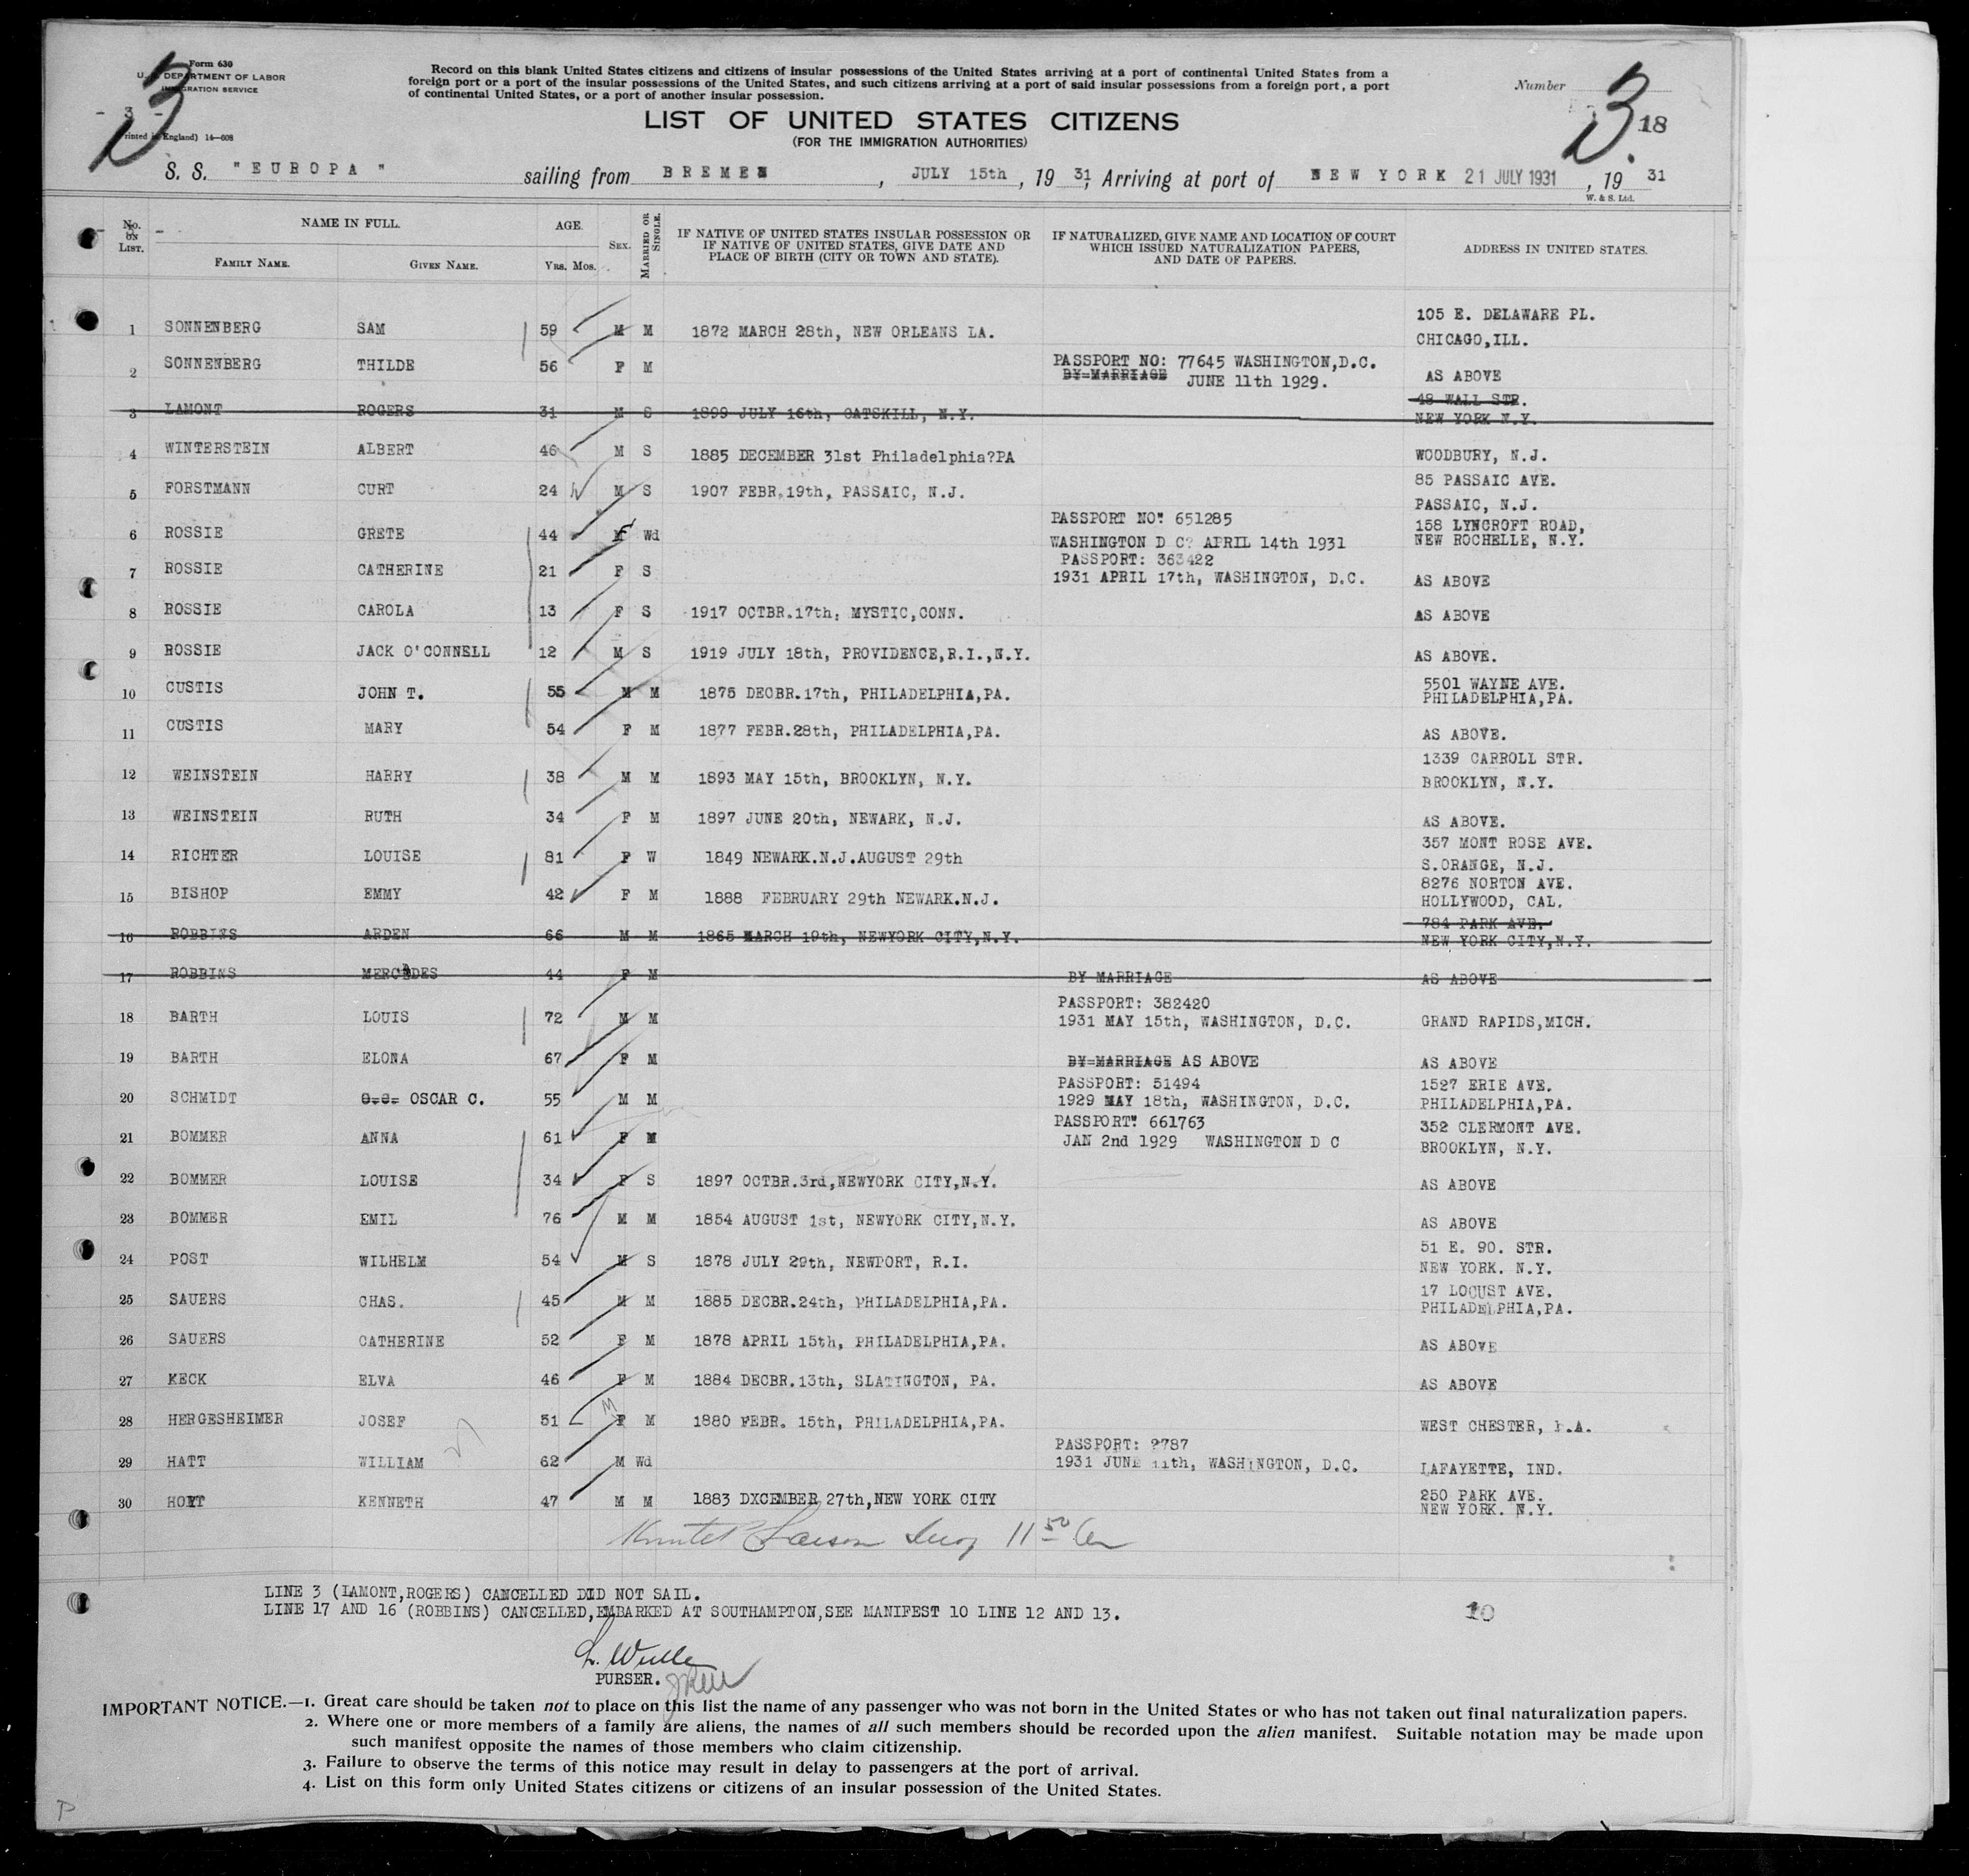 Form 630
U. S. DEPARTMENT OF LABOR
IMMIGRATION SERVICE
- 3 -
(Printed in England) 14—608
3
Record on this blank United States citizens and citizens of insular possessions of the United States arriving at a port of continental United States from a
foreign port or a port of the insular possessions of the United States, and such citizens arriving at a port of said insular possessions from a foreign port, a port
of continental United States, or a port of another insular possession.
Number
3. 18
LIST OF UNITED STATES CITIZENS
(FOR THE IMMIGRATION AUTHORITIES)
S. S. "EUROPA" sailing from BREMEN, JULY 15th, 19 31, Arriving at port of NEW YORK 21 JULY 1931, 19 31
W. & S. Ltd.
No. ON LIST. NAME IN FULL. FAMILY NAME. GIVEN NAME. AGE. YRS. MOS. SEX. MARRIED OR SINGLE. IF NATIVE OF UNITED STATES INSULAR POSSESSION OR IF NATIVE OF UNITED STATES, GIVE DATE AND PLACE OF BIRTH (CITY OR TOWN AND STATE). IF NATURALIZED, GIVE NAME AND LOCATION OF COURT WHICH ISSUED NATURALIZATION PAPERS, AND DATE OF PAPERS. ADDRESS IN UNITED STATES.
1 SONNENBERG SAM 59 M M 1872 MARCH 28th, NEW ORLEANS LA. 105 E. DELAWARE PL. CHICAGO,ILL.
2 SONNENBERG THILDE 56 F M PASSPORT NO: 77645 WASHINGTON,D.C. BY=MARRIAGE JUNE 11th 1929. AS ABOVE
3 LAMONT ROGERS 31 M S 1899 JULY 16th, CATSKILL, N.Y. 48 WALL STR. NEW YORK N.Y.
4 WINTERSTEIN ALBERT 46 M S 1885 DECEMBER 31st Philadelphia?PA WOODBURY, N.J.
5 FORSTMANN CURT 24 M S 1907 FEBR.19th, PASSAIC, N.J. 85 PASSAIC AVE. PASSAIC, N.J.
6 ROSSIE GRETE 44 F Wd PASSPORT NO: 651285 WASHINGTON D C? APRIL 14th 1931 158 LYNCROFT ROAD, NEW ROCHELLE, N.Y.
7 ROSSIE CATHERINE 21 F S PASSPORT: 363422 1931 APRIL 17th, WASHINGTON, D.C. AS ABOVE
8 ROSSIE CAROLA 13 F S 1917 OCTBR.17th, MYSTIC,CONN. AS ABOVE
9 ROSSIE JACK O'CONNELL 12 M S 1919 JULY 18th, PROVIDENCE,R.I.,N.Y. AS ABOVE.
10 CUSTIS JOHN T. 55 M M 1875 DEOBR.17th, PHILADELPHIA,PA. 5501 WAYNE AVE. PHILADELPHIA,PA.
11 CUSTIS MARY 54 F M 1877 FEBR.28th, PHILADELPHIA,PA. AS ABOVE.
12 WEINSTEIN HARRY 38 M M 1893 MAY 15th, BROOKLYN, N.Y. 1339 CARROLL STR. BROOKLYN, N.Y.
13 WEINSTEIN RUTH 34 F M 1897 JUNE 20th, NEWARK, N.J. AS ABOVE.
14 RICHTER LOUISE 81 F W 1849 NEWARK.N.J.AUGUST 29th 357 MONT ROSE AVE. S.ORANGE, N.J.
15 BISHOP EMMY 42 F M 1888 FEBRUARY 29th NEWARK.N.J. 8276 NORTON AVE. HOLLYWOOD, CAL.
16 ROBBINS ARDEN 66 M M 1865 MARCH 19th, NEWYORK CITY,N.Y. 784 PARK AVE. NEW YORK CITY,N.Y.
17 ROBBINS MERCEDES 44 F M BY MARRIAGE AS ABOVE
18 BARTH LOUIS 72 M M PASSPORT: 382420 1931 MAY 15th, WASHINGTON, D.C. GRAND RAPIDS,MICH.
19 BARTH ELONA 67 F M BY=MARRIAGE AS ABOVE AS ABOVE
20 SCHMIDT O.C. OSCAR C. 55 M M PASSPORT: 51494 1929 MAY 18th, WASHINGTON, D.C. 1527 ERIE AVE. PHILADELPHIA,PA.
21 BOMMER ANNA 61 F M PASSPORT: 661763 JAN 2nd 1929 WASHINGTON D C 352 CLERMONT AVE. BROOKLYN, N.Y.
22 BOMMER LOUISE 34 F S 1897 OCTBR.3rd,NEWYORK CITY,N.Y. AS ABOVE
23 BOMMER EMIL 76 M M 1854 AUGUST 1st, NEWYORK CITY,N.Y. AS ABOVE
24 POST WILHELM 54 M S 1878 JULY 29th, NEWPORT, R.I. 51 E. 90. STR. NEW YORK. N.Y.
25 SAUERS CHAS. 45 M M 1885 DECBR.24th, PHILADELPHIA,PA. 17 LOCUST AVE. PHILADELPHIA,PA.
26 SAUERS CATHERINE 52 F M 1878 APRIL 15th, PHILADELPHIA,PA. AS ABOVE
27 KECK ELVA 46 F M 1884 DECBR.13th, SLATINGTON, PA. AS ABOVE
28 HERGESHEIMER JOSEF 51 M F M 1880 FEBR. 15th, PHILADELPHIA,PA. WEST CHESTER, P.A.
29 HATT WILLIAM 62 M Wd PASSPORT: 2787 1931 JUNE 11th, WASHINGTON, D.C. LAFAYETTE, IND.
30 HOYT KENNETH 47 M M 1883 DXCEMBER 27th,NEW YORK CITY 250 PARK AVE. NEW YORK. N.Y.
11 50
LINE 3 (LAMONT,ROGERS) CANCELLED DID NOT SAIL.
LINE 17 AND 16 (ROBBINS) CANCELLED,EMBARKED AT SOUTHAMPTON,SEE MANIFEST 10 LINE 12 AND 13.
10
PURSER.
IMPORTANT NOTICE.—1. Great care should be taken not to place on this list the name of any passenger who was not born in the United States or who has not taken out final naturalization papers.
2. Where one or more members of a family are aliens, the names of all such members should be recorded upon the alien manifest. Suitable notation may be made upon
such manifest opposite the names of those members who claim citizenship.
3. Failure to observe the terms of this notice may result in delay to passengers at the port of arrival.
4. List on this form only United States citizens or citizens of an insular possession of the United States.
P